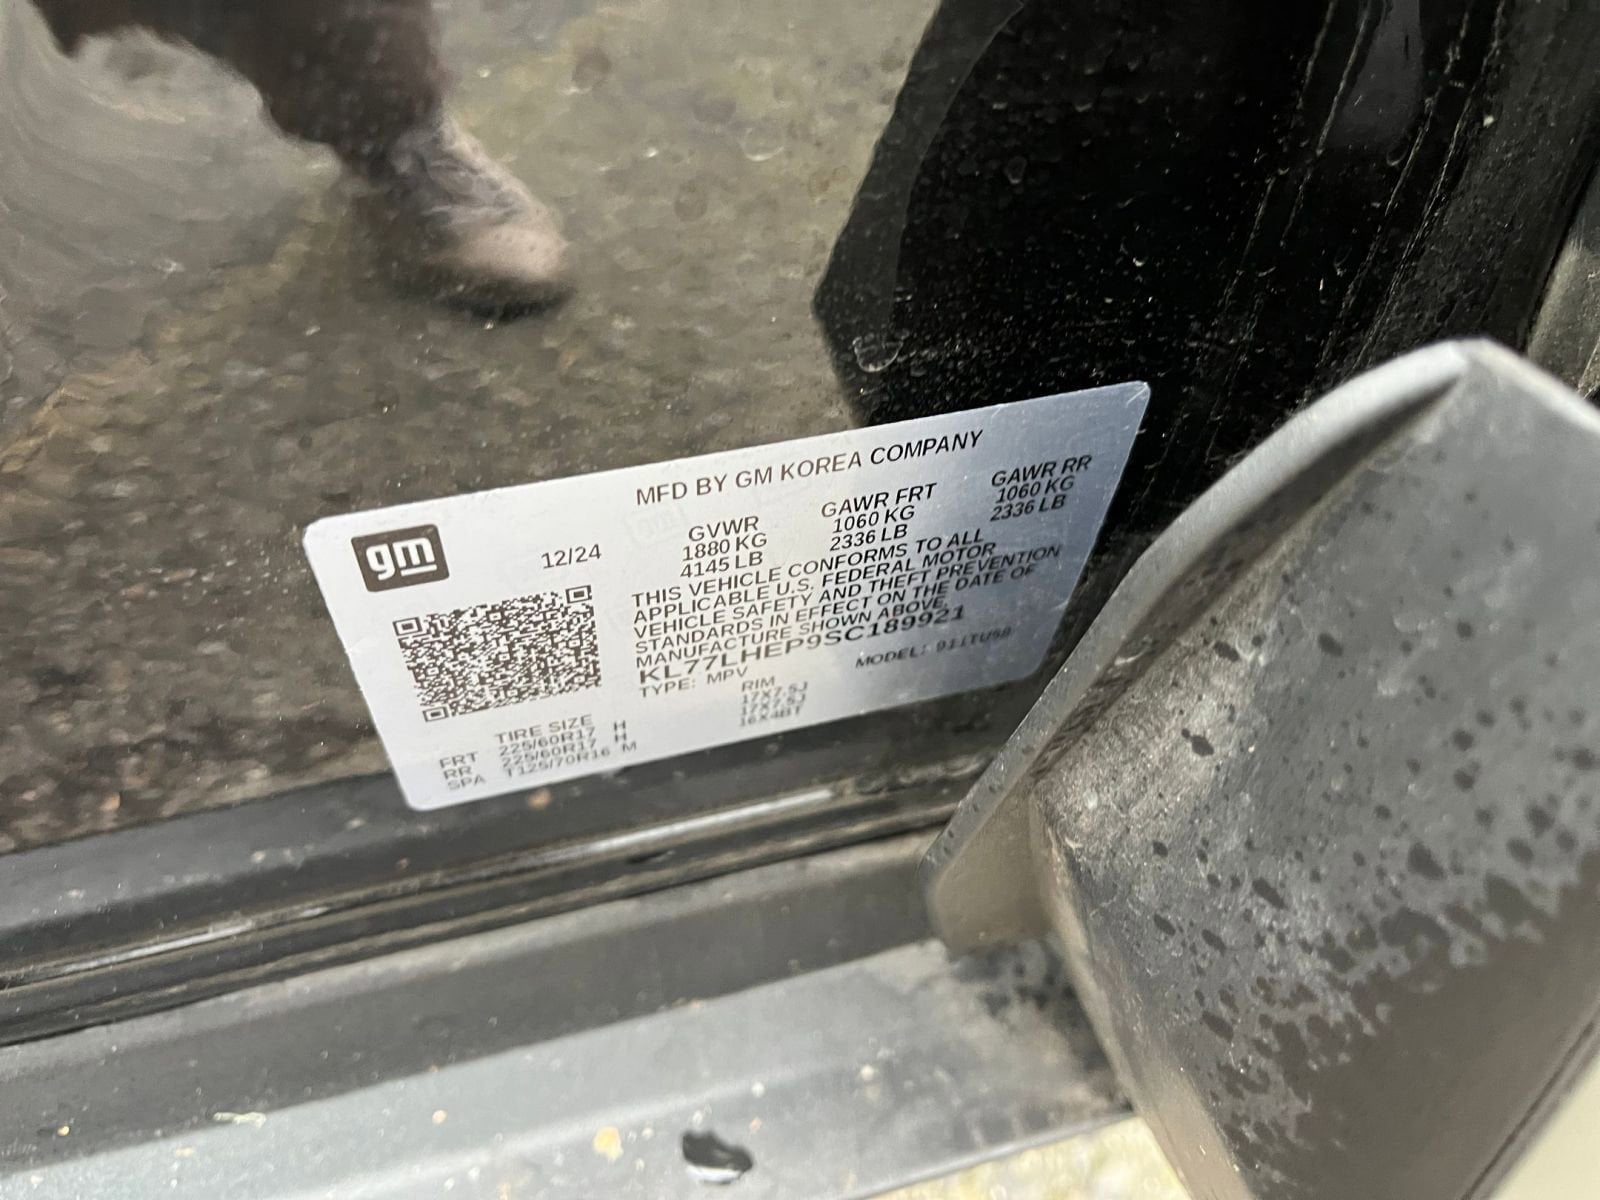 gm
12/24
MFD BY GM KOREA COMPANY
GVWR GAWR FRT GAWR RR
1880 KG 1060 KG 1060 KG
4145 LB 2336 LB 2336 LB
THIS VEHICLE CONFORMS TO ALL
APPLICABLE U.S. FEDERAL MOTOR
VEHICLE SAFETY AND THEFT PREVENTION
STANDARDS IN EFFECT ON THE DATE OF
MANUFACTURE SHOWN ABOVE.
KL77LHEP9SC189921
TYPE: MPV MODEL:
TIRE SIZE RIM
FRT 225/60R17 H 17X7.5J
RR 225/60R17 H 17X7.5J
SPA T125/70R16 M 16X4BT